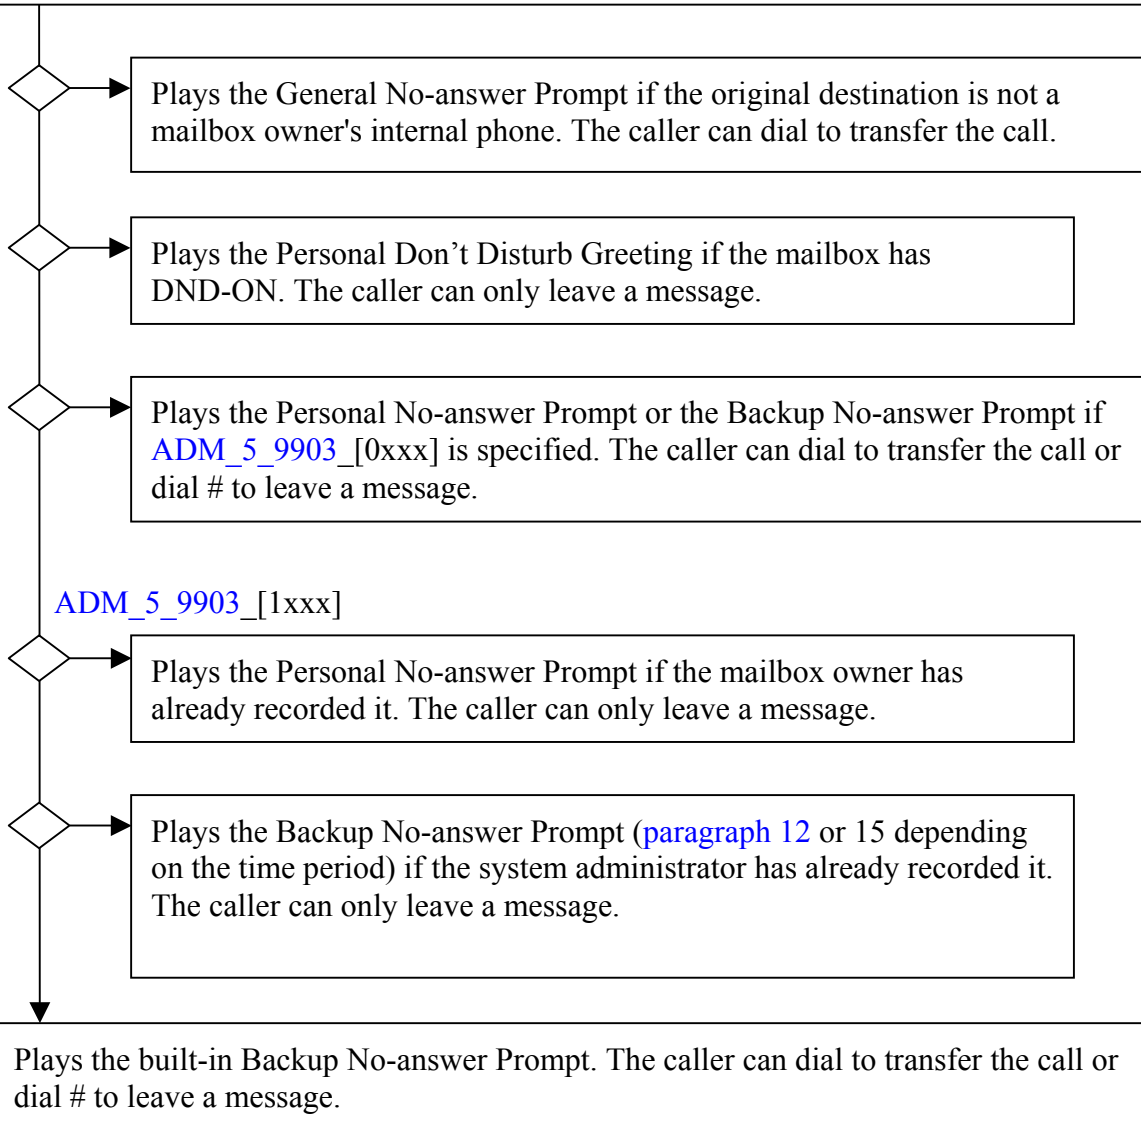 Plays the General No-answer Prompt if the original destination is not a
mailbox owner's internal phone. The caller can dial to transfer the call.
Plays the Personal Don’t Disturb Greeting if the mailbox has
DND-ON. The caller can only leave a message.
Plays the Personal No-answer Prompt or the Backup No-answer Prompt if
ADM_5_9903_[0xxx] is specified. The caller can dial to transfer the call or
dial # to leave a message.
ADM_5_9903_[1xxx]
Plays the Personal No-answer Prompt if the mailbox owner has
already recorded it. The caller can only leave a message.
Plays the Backup No-answer Prompt (paragraph 12 or 15 depending
on the time period) if the system administrator has already recorded it.
The caller can only leave a message.
Plays the built-in Backup No-answer Prompt. The caller can dial to transfer the call or
dial # to leave a message.